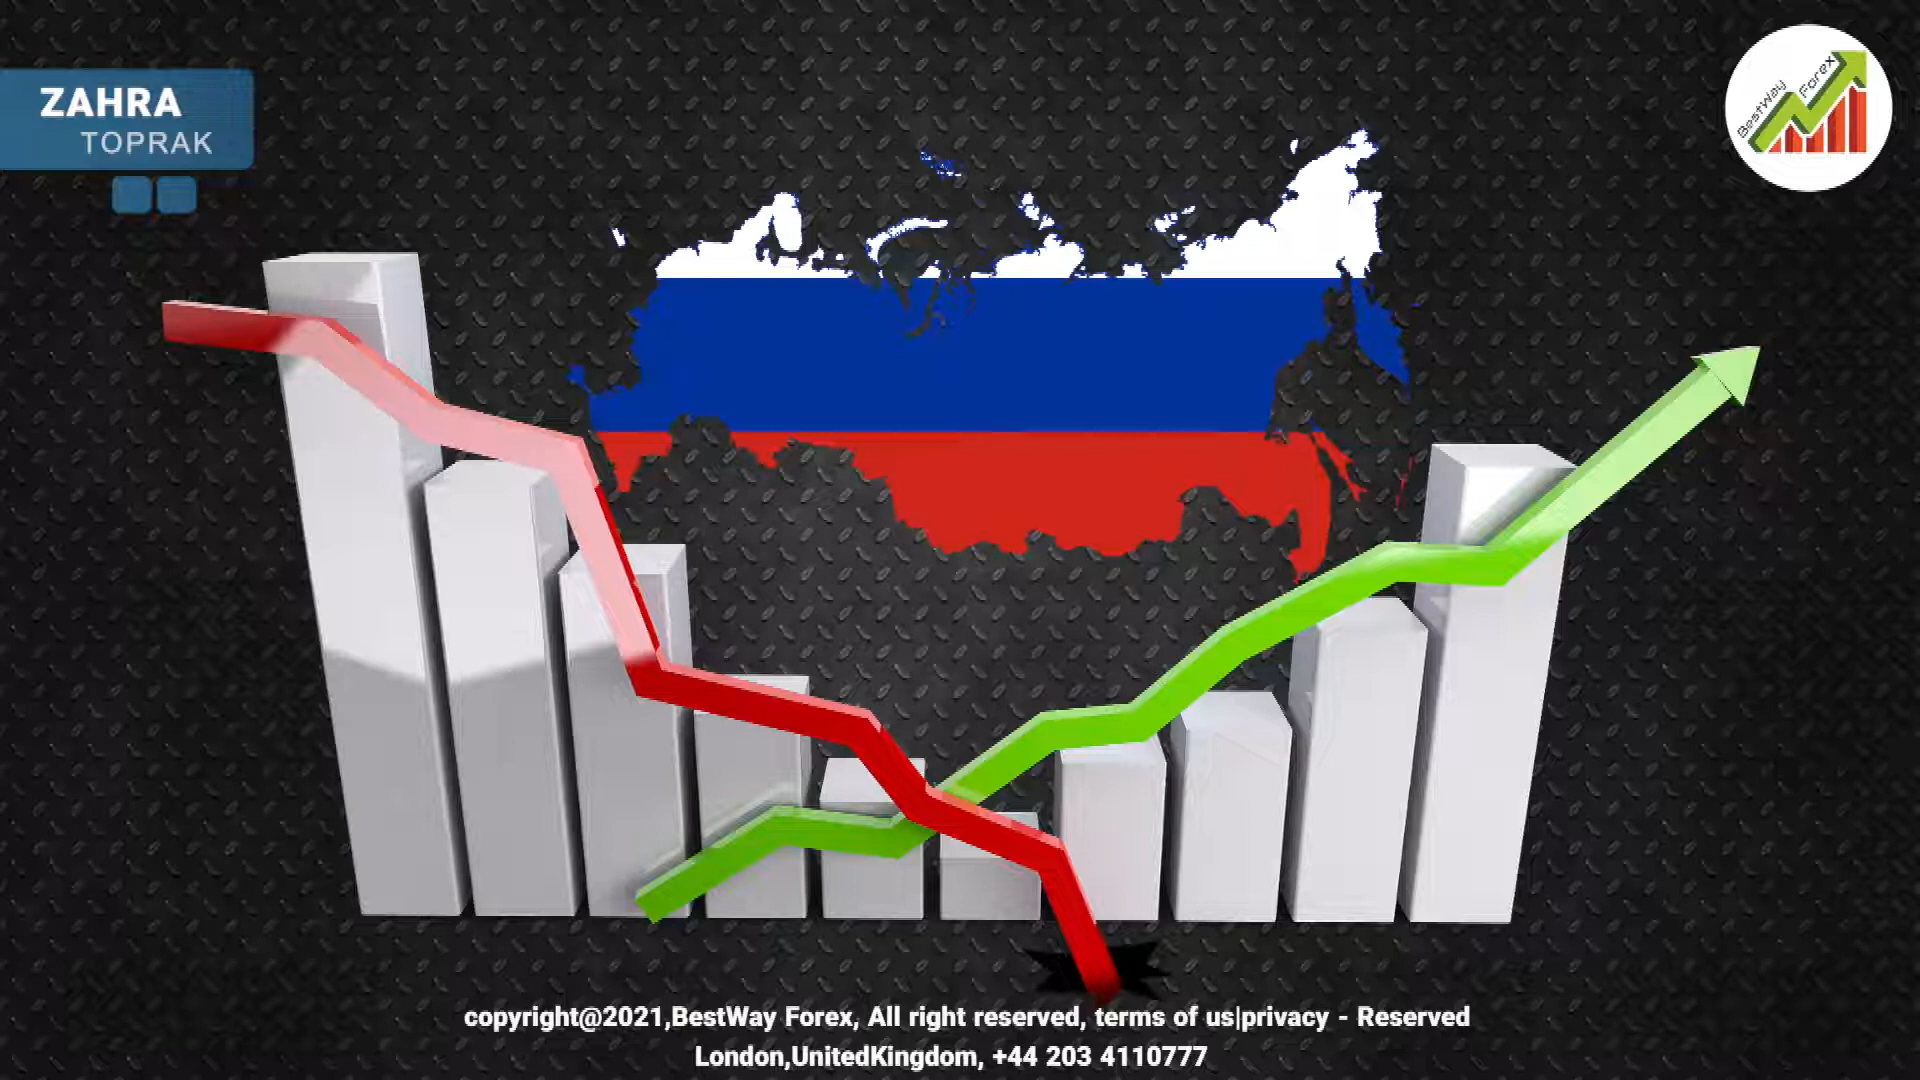 ZAHRA
TOPRAK
BestWay Forex
copyright@2021,BestWay Forex, All right reserved, terms of us|privacy - Reserved
London,UnitedKingdom, +44 203 4110777